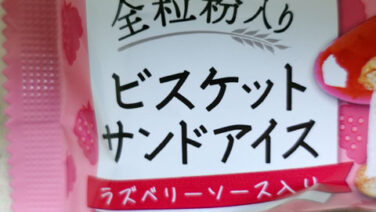 全粒粉入り
ビスケット
サンドアイス
ラズベリーソース入り